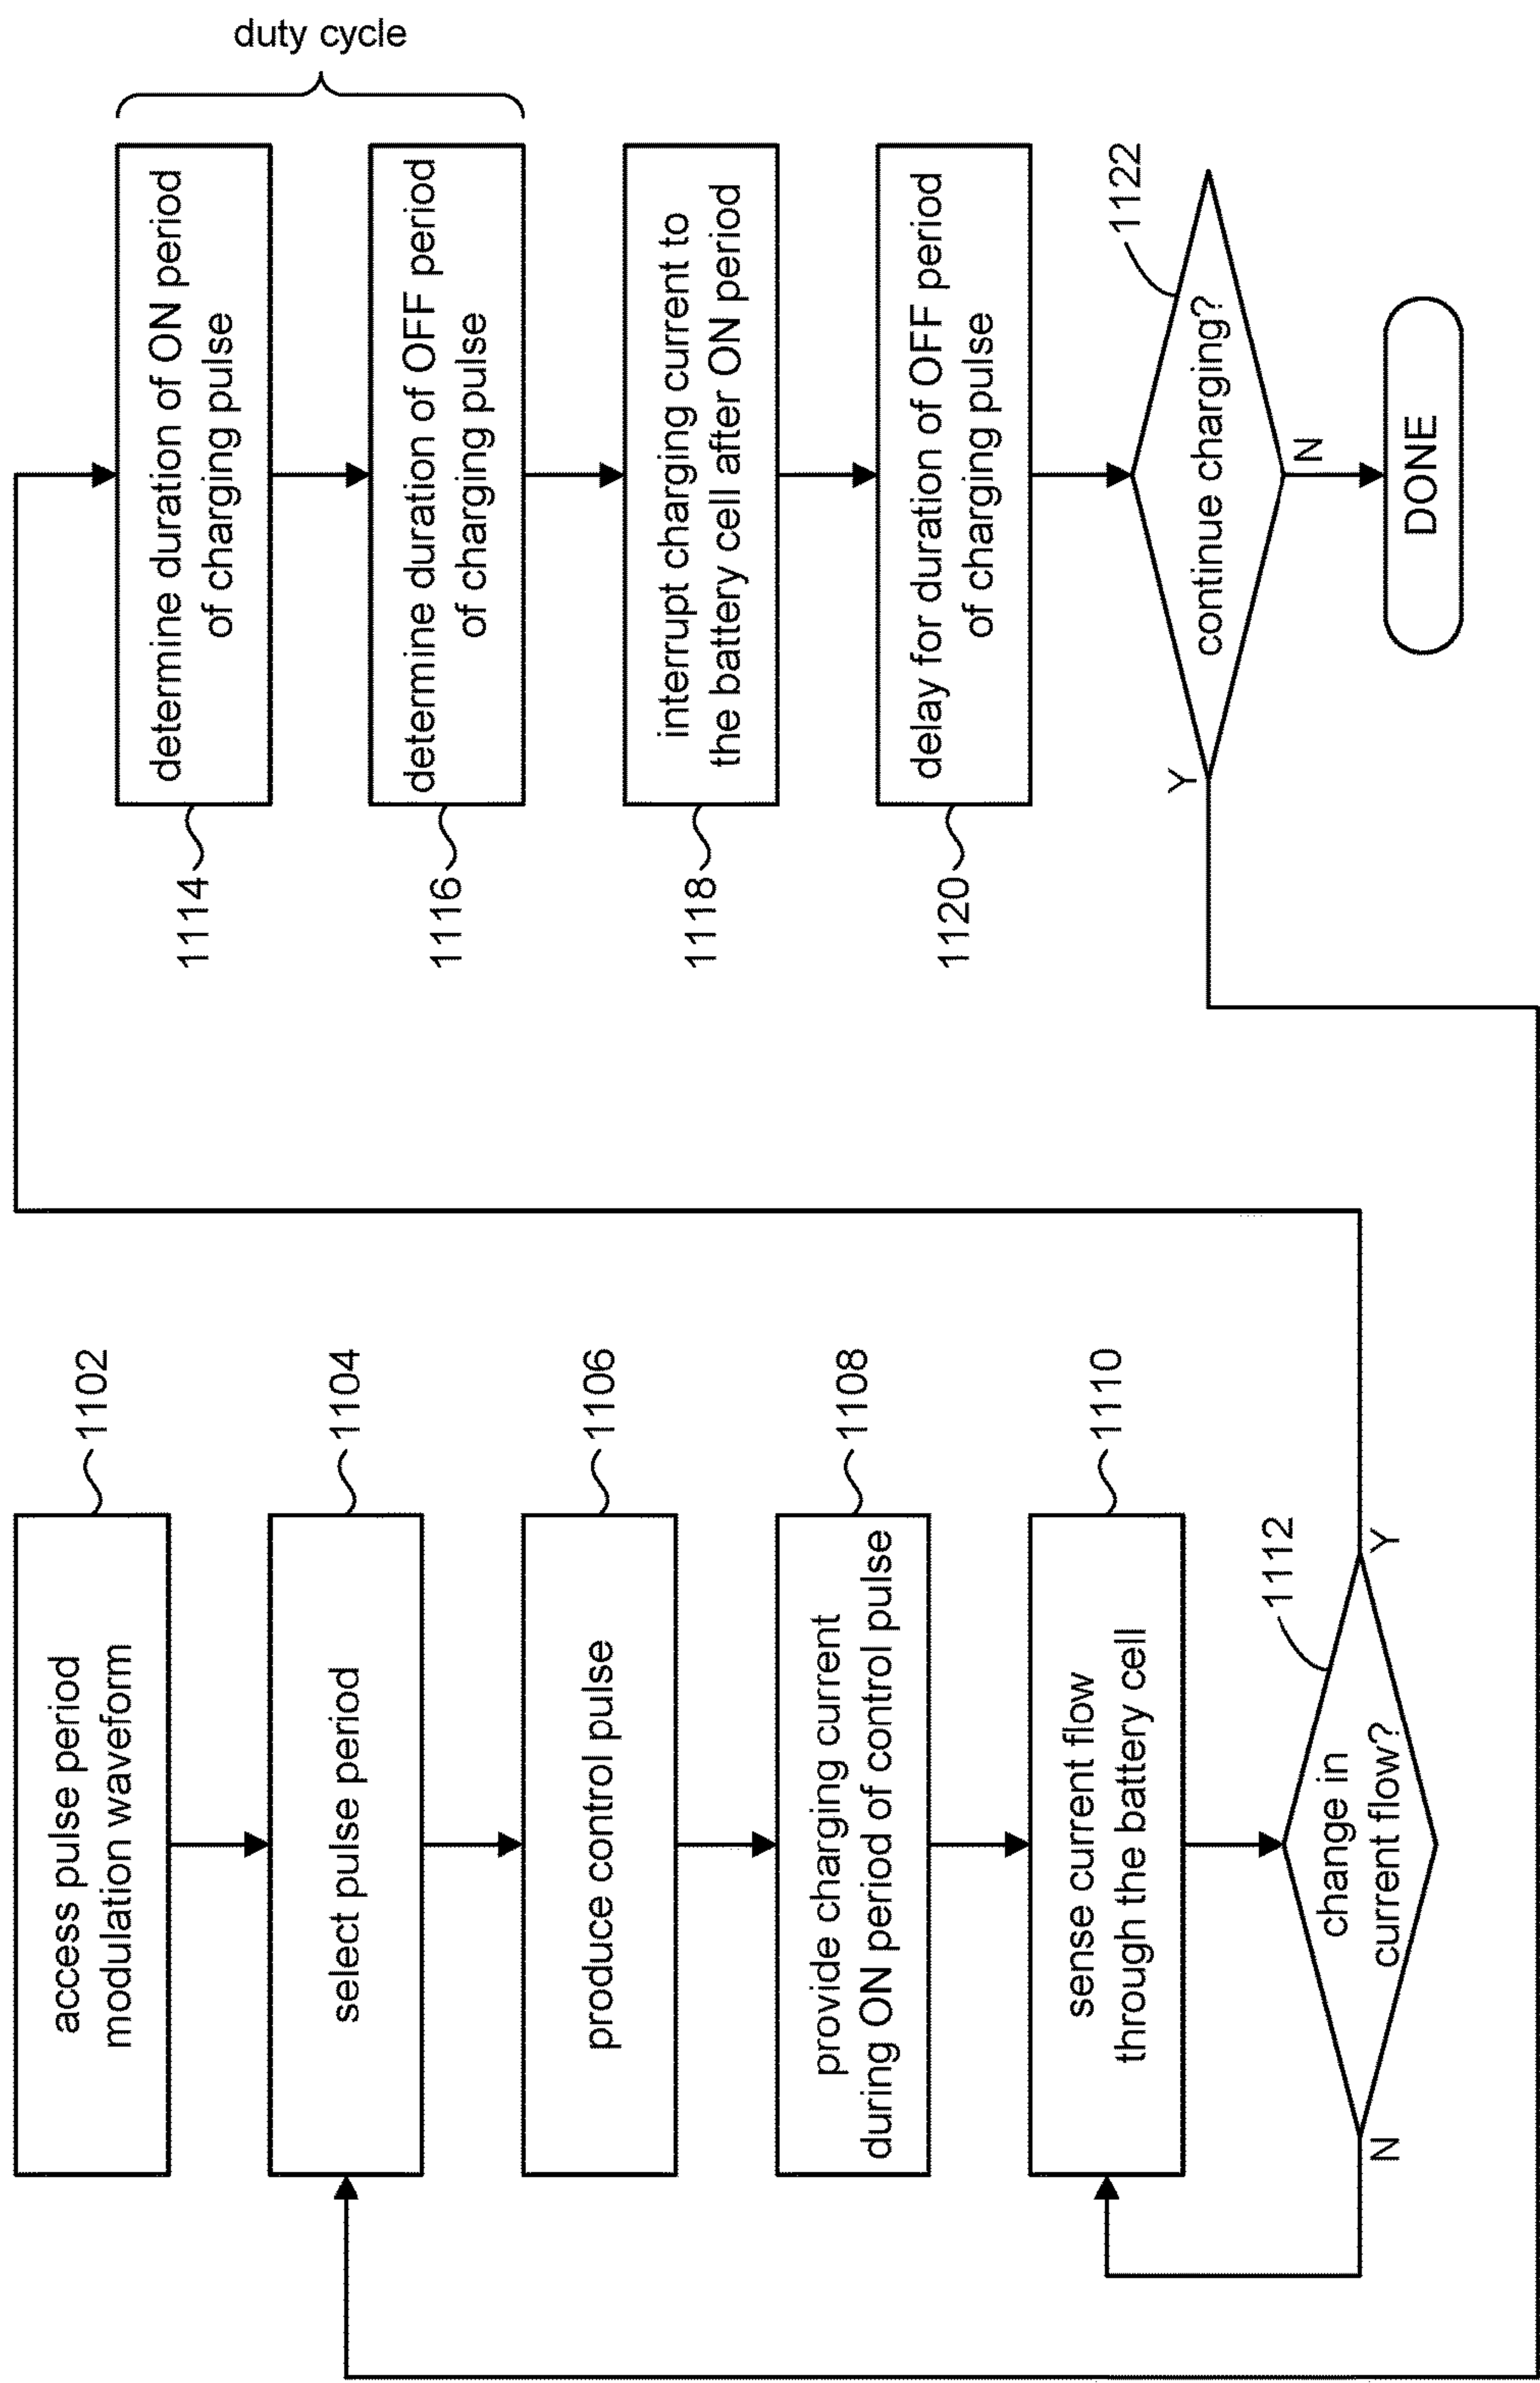 access pulse period
modulation waveform
1102
select pulse period
1104
produce control pulse
1106
provide charging current
during ON period of control pulse
1108
sense current flow
through the battery cell
1110
1112
change in
current flow?
N
Y
duty cycle
determine duration of ON period
of charging pulse
1114
determine duration of OFF period
of charging pulse
1116
interrupt charging current to
the battery cell after ON period
1118
delay for duration of OFF period
of charging pulse
1120
1122
continue charging?
Y
N
DONE